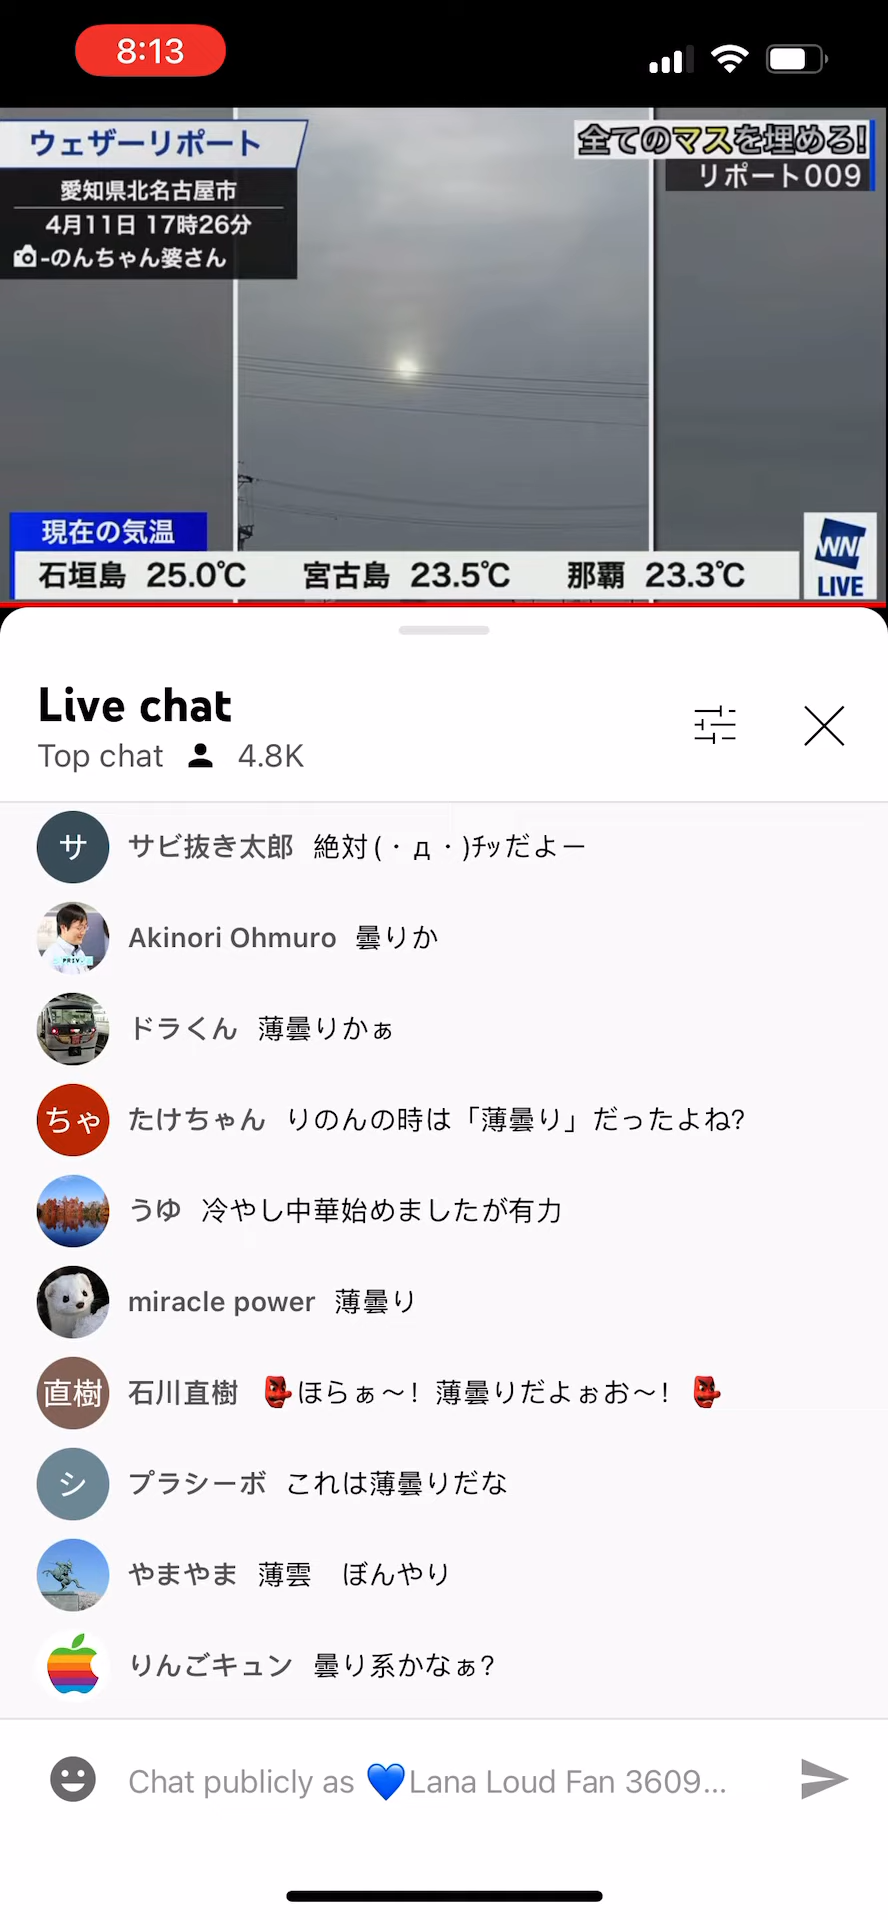 8:13
ウェザーリポート
愛知県北名古屋市
4月11日 17時26分
-のんちゃん婆さん
全てのマスを埋めろ!
リポート009
現在の気温
石垣島 25.0℃ 宮古島 23.5℃ 那覇 23.3℃
WNI
LIVE
Live chat
Top chat 4.8K
サ サビ抜き太郎 絶対(・д・)ﾁｯだよー
PRIV.
Akinori Ohmuro 曇りか
ドラくん 薄曇りかぁ
ちゃ たけちゃん りのんの時は「薄曇り」だったよね?
うゆ 冷やし中華始めましたが有力
miracle power 薄曇り
直樹 石川直樹 👺ほらぁ〜! 薄曇りだよぉお〜! 👺
シ プラシーボ これは薄曇りだな
やまやま 薄雲　ぼんやり
りんごキュン 曇り系かなぁ?
Chat publicly as 💙Lana Loud Fan 3609...